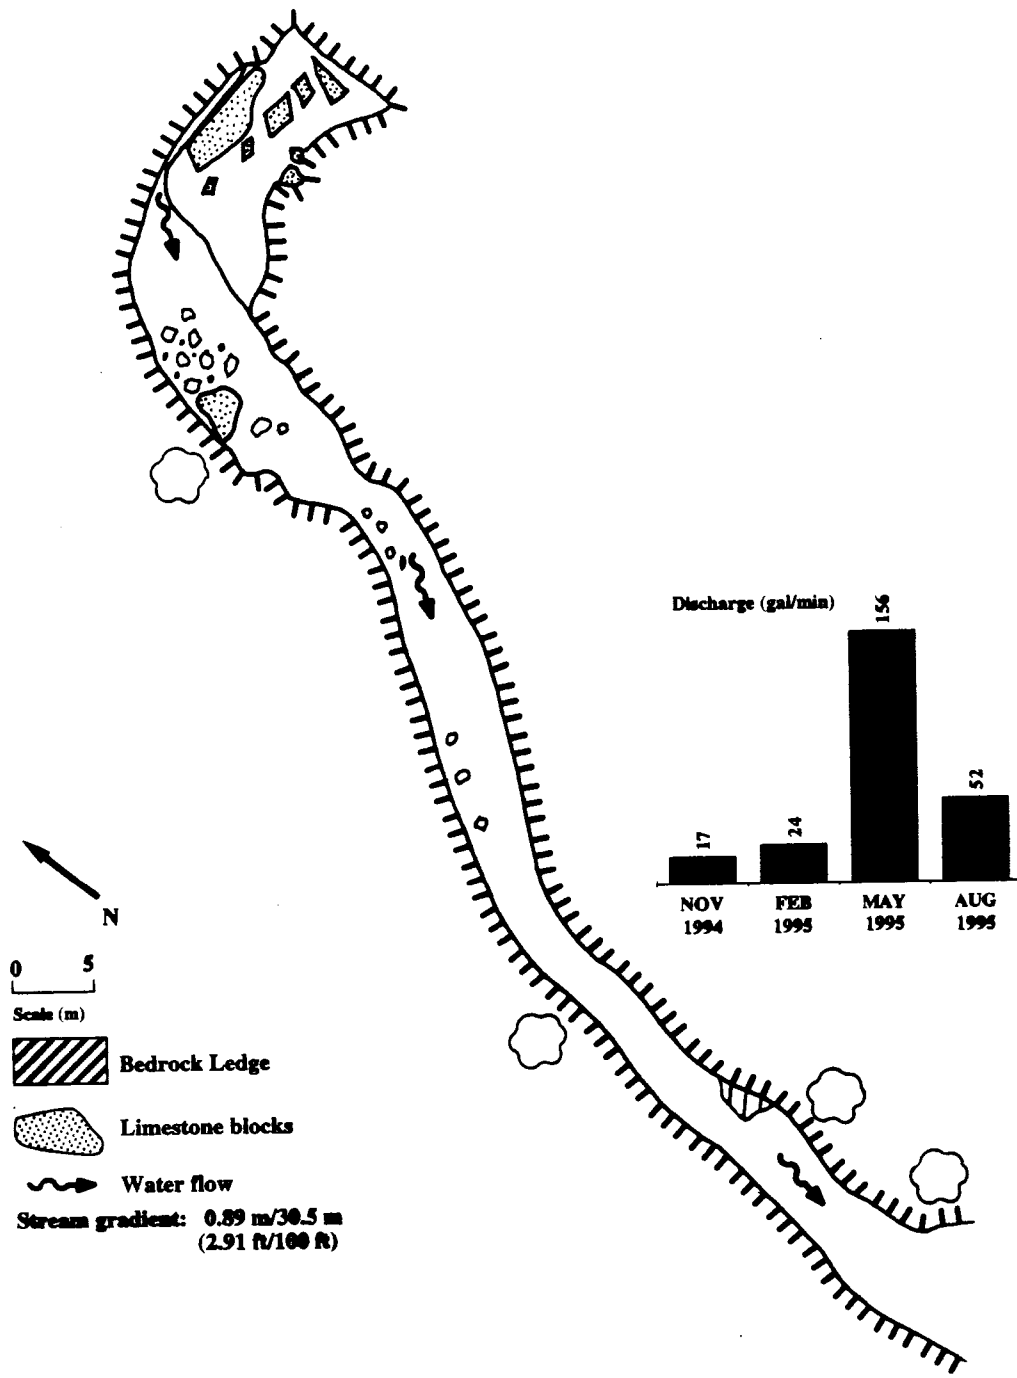 Discharge (gal/min)
156
52
24
17
NOV FEB MAY AUG
1994 1995 1995 1995
N
0 5
Scale (m)
Bedrock Ledge
Limestone blocks
Water flow
Stream gradient: 0.89 m/30.5 m
(2.91 ft/100 ft)